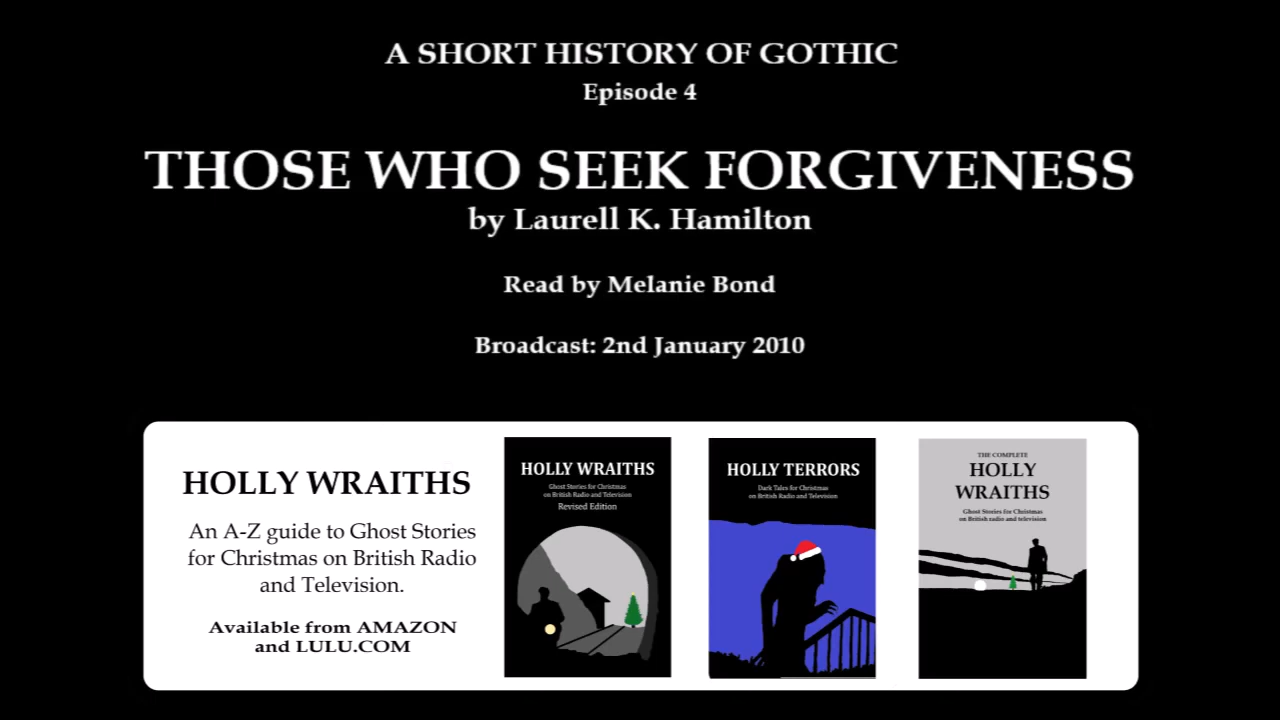 A SHORT HISTORY OF GOTHIC
Episode 4
THOSE WHO SEEK FORGIVENESS
by Laurell K. Hamilton
Read by Melanie Bond
Broadcast: 2nd January 2010
HOLLY WRAITHS
An A-Z guide to Ghost Stories
for Christmas on British Radio
and Television.
Available from AMAZON
and LULU.COM
HOLLY WRAITHS
Ghost Stories for Christmas
on British Radio and Television
Revised Edition
HOLLY TERRORS
Dark Tales for Christmas
on British Radio and Television
THE COMPLETE
HOLLY
WRAITHS
Ghost Stories for Christmas
on British radio and television